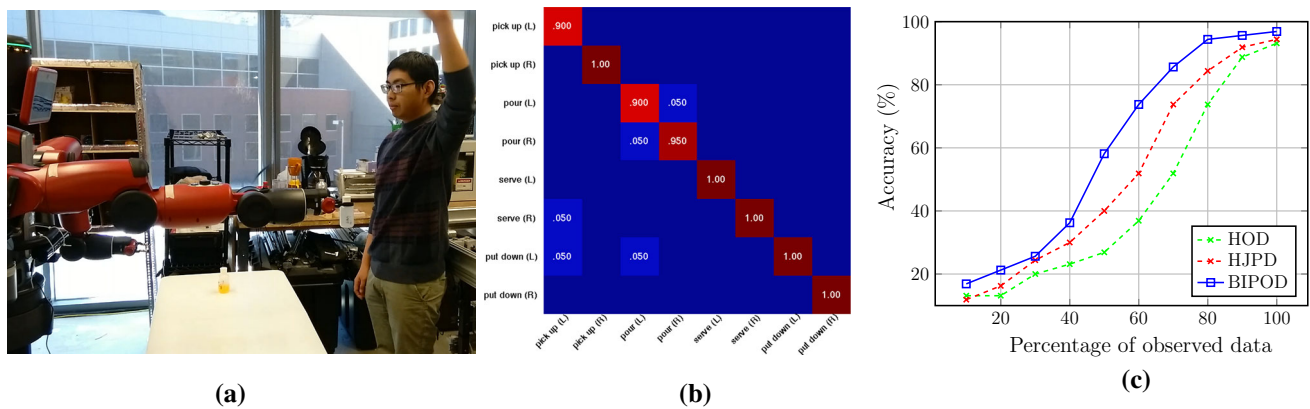 pick up (L)
.900
pick up (R)
1.00
pour (L)
.900 .050
pour (R)
.050 .950
serve (L)
1.00
serve (R)
.050 1.00
put down (L)
.050 .050 1.00
put down (R)
1.00
pick up (L) pick up (R) pour (L) pour (R) serve (L) serve (R) put down (L) put down (R)
100
80
60
40
20
Accuracy (%)
HOD
HJPD
BIPOD
20 40 60 80 100
Percentage of observed data
(a) (b) (c)